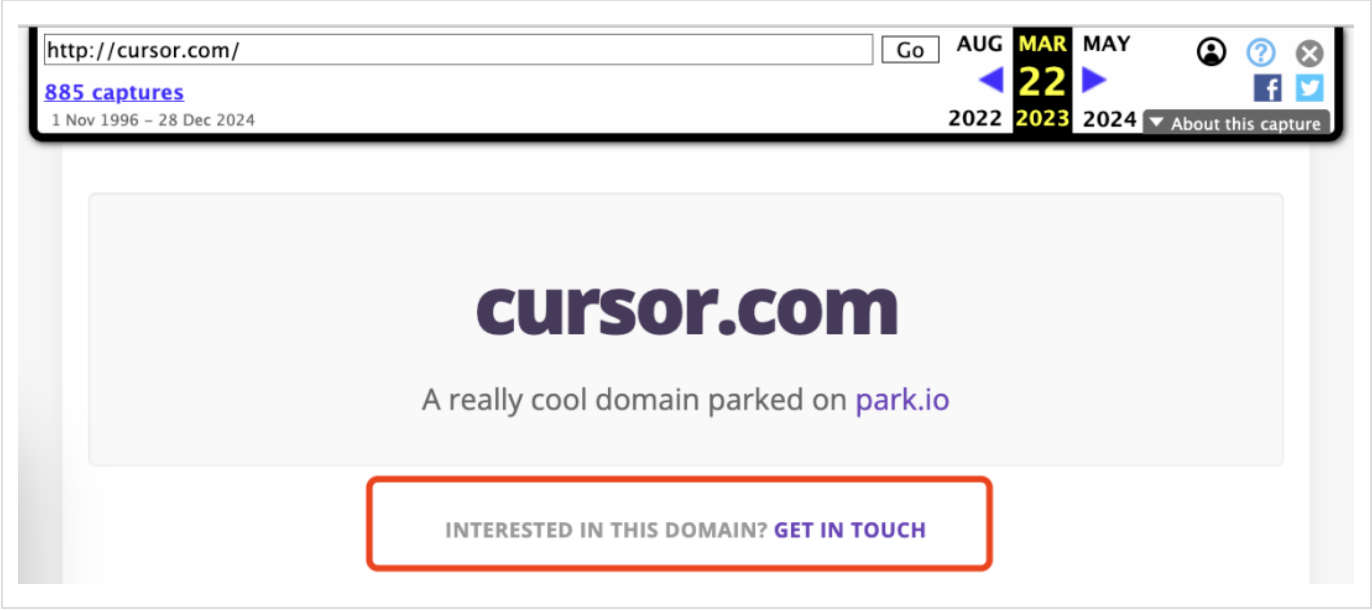 http://cursor.com/ Go AUG MAR MAY
22
885 captures
1 Nov 1996 – 28 Dec 2024 2022 2023 2024 About this capture
cursor.com
A really cool domain parked on park.io
INTERESTED IN THIS DOMAIN? GET IN TOUCH